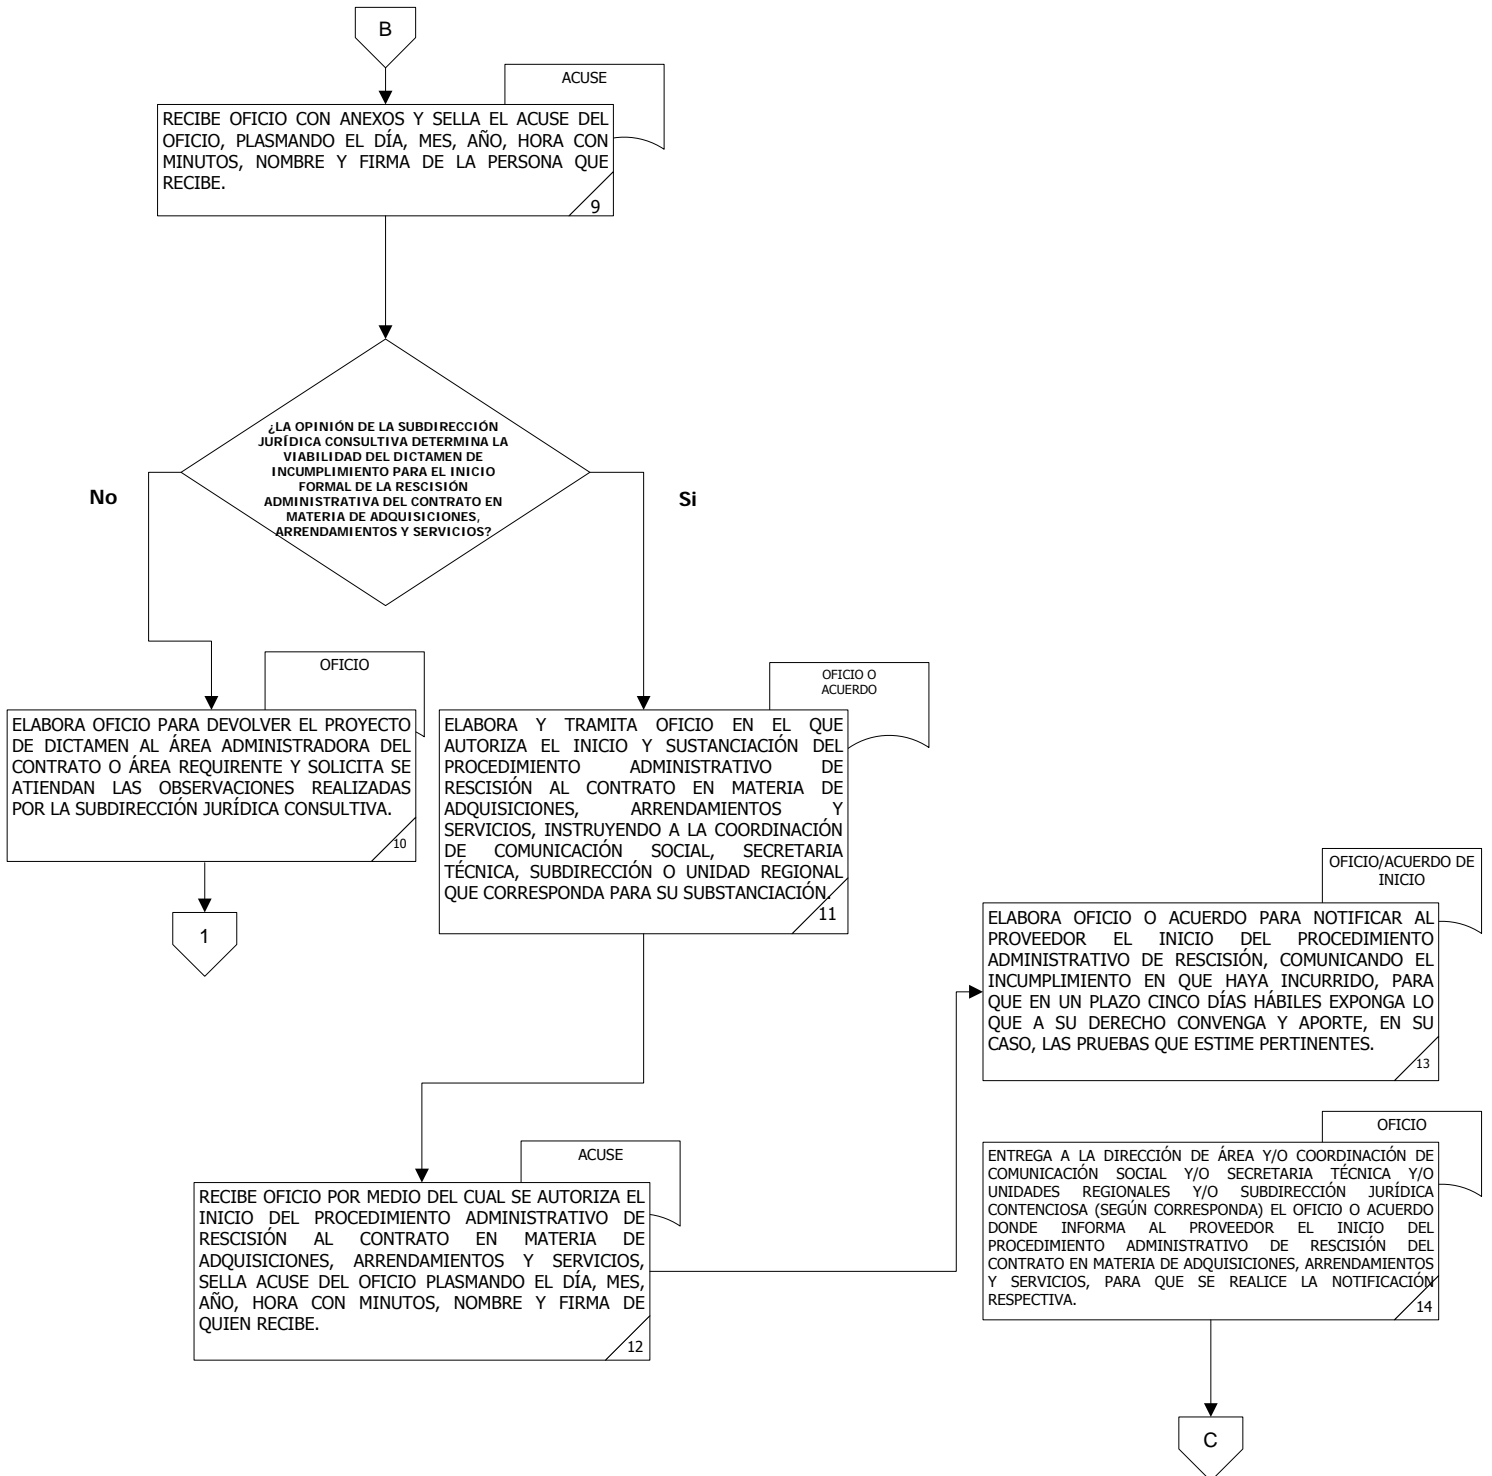 B
ACUSE
RECIBE OFICIO CON ANEXOS Y SELLA EL ACUSE DEL
OFICIO, PLASMANDO EL DÍA, MES, AÑO, HORA CON
MINUTOS, NOMBRE Y FIRMA DE LA PERSONA QUE
RECIBE.
9
¿LA OPINIÓN DE LA SUBDIRECCIÓN
JURÍDICA CONSULTIVA DETERMINA LA
VIABILIDAD DEL DICTAMEN DE
INCUMPLIMIENTO PARA EL INICIO
FORMAL DE LA RESCISIÓN
ADMINISTRATIVA DEL CONTRATO EN
MATERIA DE ADQUISICIONES,
ARRENDAMIENTOS Y SERVICIOS?
No
Si
OFICIO
ELABORA OFICIO PARA DEVOLVER EL PROYECTO
DE DICTAMEN AL ÁREA ADMINISTRADORA DEL
CONTRATO O ÁREA REQUIRENTE Y SOLICITA SE
ATIENDAN LAS OBSERVACIONES REALIZADAS
POR LA SUBDIRECCIÓN JURÍDICA CONSULTIVA.
10
1
OFICIO O
ACUERDO
ELABORA Y TRAMITA OFICIO EN EL QUE
AUTORIZA EL INICIO Y SUSTANCIACIÓN DEL
PROCEDIMIENTO ADMINISTRATIVO DE
RESCISIÓN AL CONTRATO EN MATERIA DE
ADQUISICIONES, ARRENDAMIENTOS Y
SERVICIOS, INSTRUYENDO A LA COORDINACIÓN
DE COMUNICACIÓN SOCIAL, SECRETARIA
TÉCNICA, SUBDIRECCIÓN O UNIDAD REGIONAL
QUE CORRESPONDA PARA SU SUBSTANCIACIÓN.
11
ACUSE
RECIBE OFICIO POR MEDIO DEL CUAL SE AUTORIZA EL
INICIO DEL PROCEDIMIENTO ADMINISTRATIVO DE
RESCISIÓN AL CONTRATO EN MATERIA DE
ADQUISICIONES, ARRENDAMIENTOS Y SERVICIOS,
SELLA ACUSE DEL OFICIO PLASMANDO EL DÍA, MES,
AÑO, HORA CON MINUTOS, NOMBRE Y FIRMA DE
QUIEN RECIBE.
12
OFICIO/ACUERDO DE
INICIO
ELABORA OFICIO O ACUERDO PARA NOTIFICAR AL
PROVEEDOR EL INICIO DEL PROCEDIMIENTO
ADMINISTRATIVO DE RESCISIÓN, COMUNICANDO EL
INCUMPLIMIENTO EN QUE HAYA INCURRIDO, PARA
QUE EN UN PLAZO CINCO DÍAS HÁBILES EXPONGA LO
QUE A SU DERECHO CONVENGA Y APORTE, EN SU
CASO, LAS PRUEBAS QUE ESTIME PERTINENTES.
13
OFICIO
ENTREGA A LA DIRECCIÓN DE ÁREA Y/O COORDINACIÓN DE
COMUNICACIÓN SOCIAL Y/O SECRETARIA TÉCNICA Y/O
UNIDADES REGIONALES Y/O SUBDIRECCIÓN JURÍDICA
CONTENCIOSA (SEGÚN CORRESPONDA) EL OFICIO O ACUERDO
DONDE INFORMA AL PROVEEDOR EL INICIO DEL
PROCEDIMIENTO ADMINISTRATIVO DE RESCISIÓN DEL
CONTRATO EN MATERIA DE ADQUISICIONES, ARRENDAMIENTOS
Y SERVICIOS, PARA QUE SE REALICE LA NOTIFICACIÓN
RESPECTIVA.
14
C